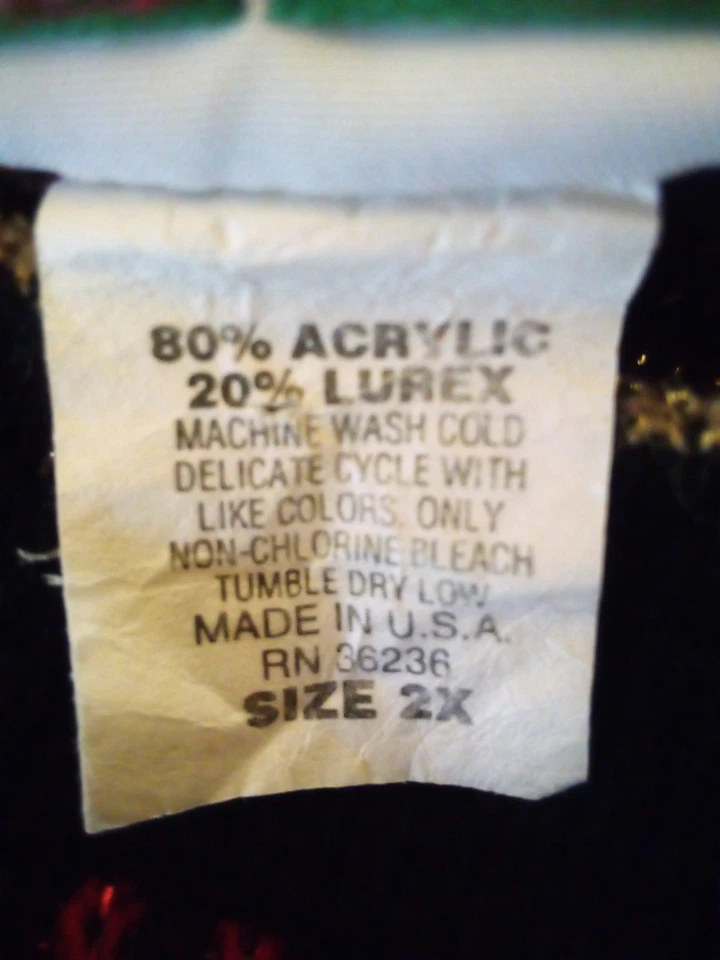 80% ACRYLIC
20% LUREX
MACHINE WASH COLD
DELICATE CYCLE WITH
LIKE COLORS. ONLY
NON-CHLORINE BLEACH
TUMBLE DRY LOW.
MADE IN U.S.A.
RN 36236
SIZE 2X